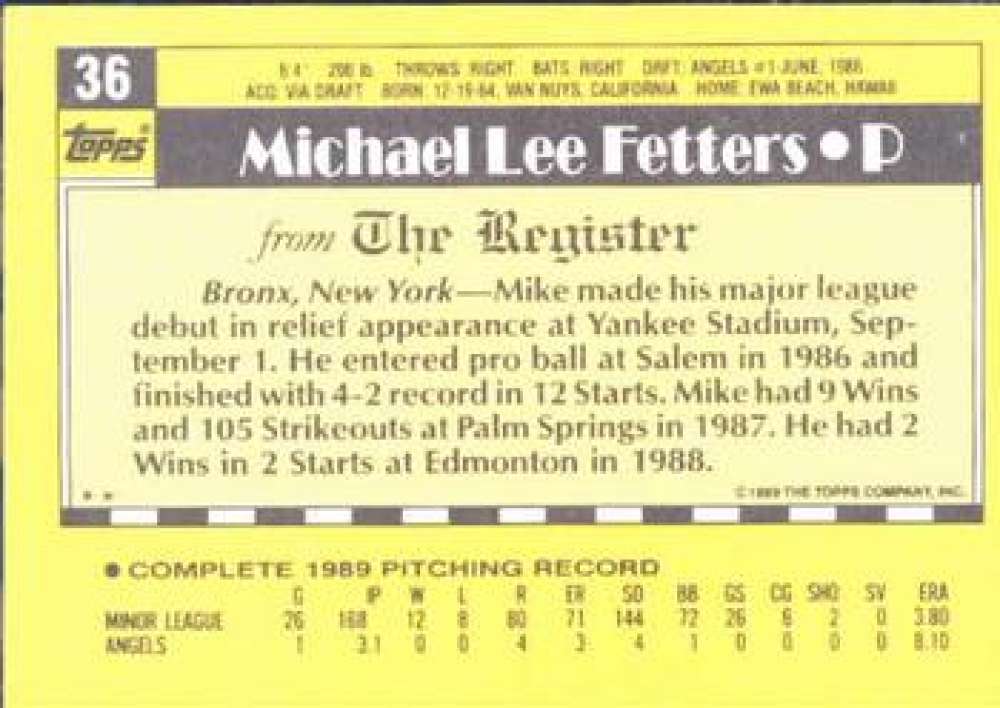 36
6'4" 200 lb THROWS RIGHT BATS RIGHT DRFT: ANGELS #1-JUNE, 1986
ACQ: VIA DRAFT BORN: 12-19-64, VAN NUYS, CALIFORNIA HOME: EWA BEACH, HAWAII
TOPPS®
Michael Lee Fetters • P
from The Register
Bronx, New York—Mike made his major league
debut in relief appearance at Yankee Stadium, Sep-
tember 1. He entered pro ball at Salem in 1986 and
finished with 4-2 record in 12 Starts. Mike had 9 Wins
and 105 Strikeouts at Palm Springs in 1987. He had 2
Wins in 2 Starts at Edmonton in 1988.
* * ©1989 THE TOPPS COMPANY, INC.
● COMPLETE 1989 PITCHING RECORD
G IP W L R ER SO BB GS CG SHO SV ERA
MINOR LEAGUE 26 168 12 8 80 71 144 72 26 6 2 0 3.80
ANGELS 1 3.1 0 0 4 3 4 1 0 0 0 0 8.10